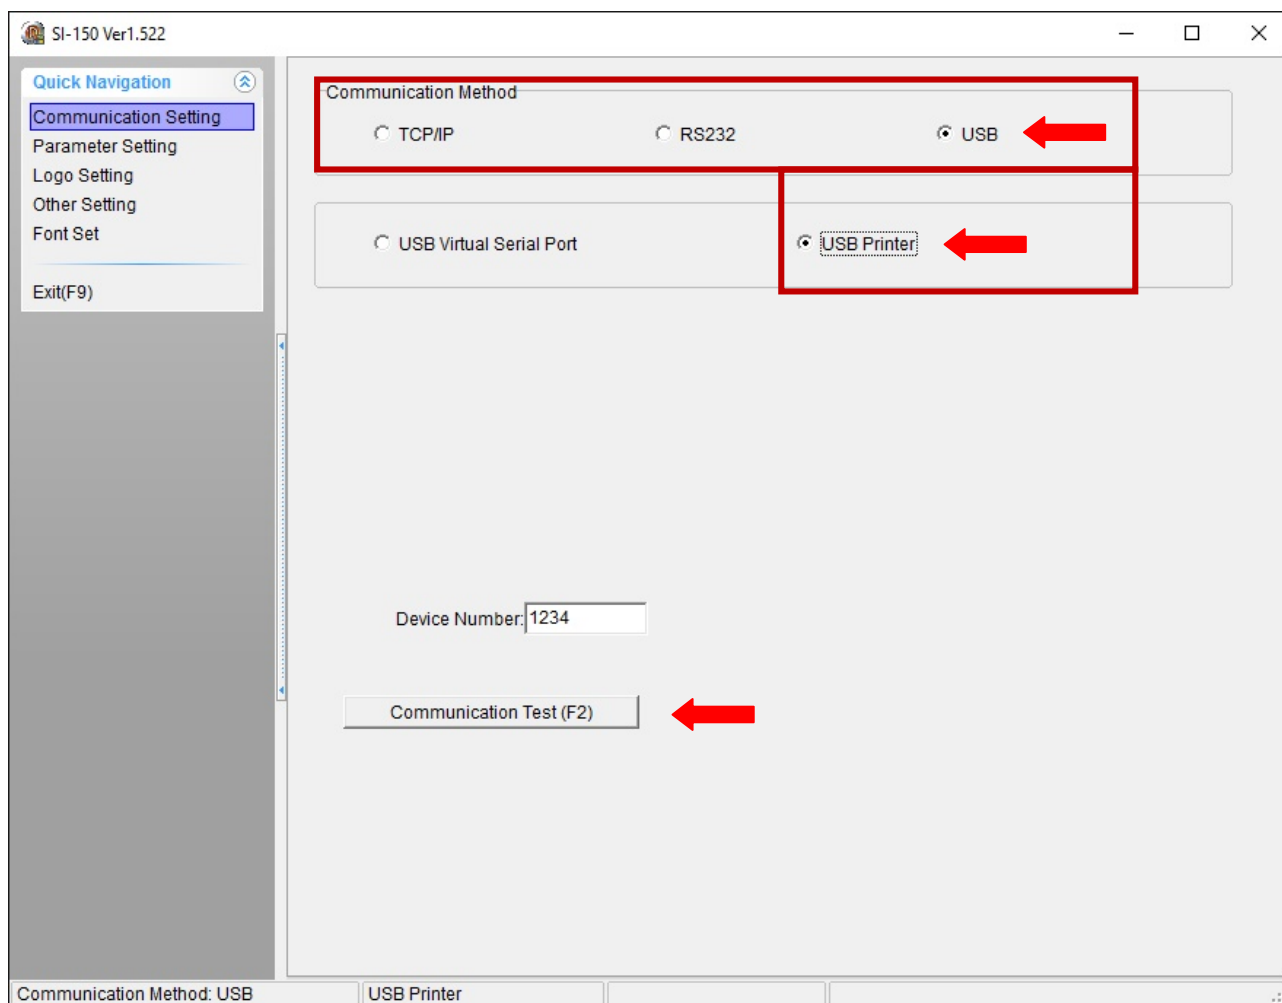 SI-150 Ver1.522
Quick Navigation
Communication Setting
Parameter Setting
Logo Setting
Other Setting
Font Set
Exit(F9)
Communication Method
TCP/IP RS232 USB
USB Virtual Serial Port USB Printer
Device Number: 1234
Communication Test (F2)
Communication Method: USB USB Printer